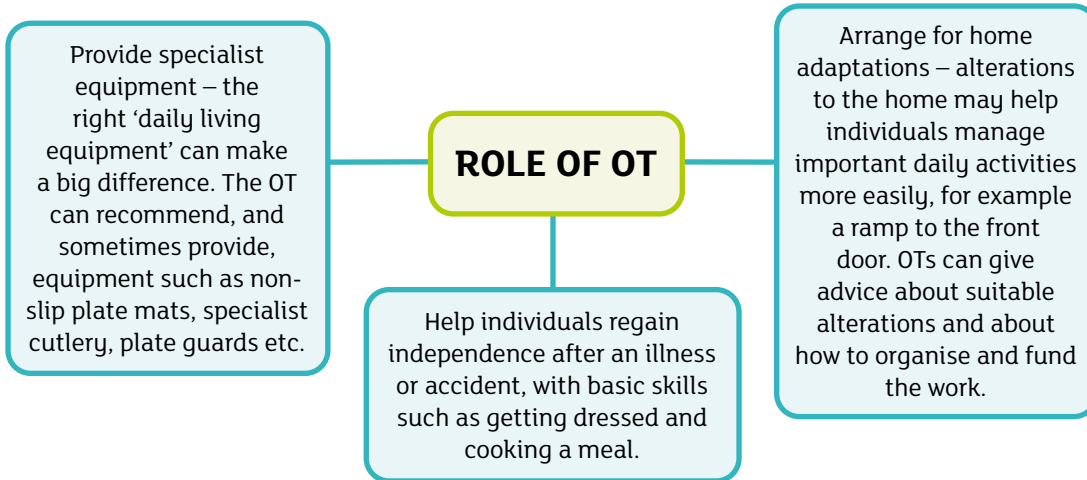 Provide specialist
equipment – the
right ‘daily living
equipment’ can make
a big difference. The OT
can recommend, and
sometimes provide,
equipment such as non-
slip plate mats, specialist
cutlery, plate guards etc.
ROLE OF OT
Help individuals regain
independence after an illness
or accident, with basic skills
such as getting dressed and
cooking a meal.
Arrange for home
adaptations – alterations
to the home may help
individuals manage
important daily activities
more easily, for example
a ramp to the front
door. OTs can give
advice about suitable
alterations and about
how to organise and fund
the work.